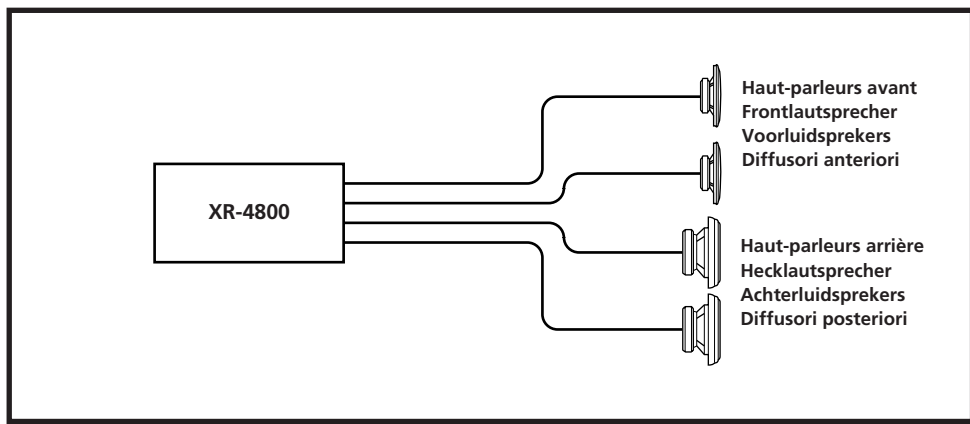 Haut-parleurs avant
Frontlautsprecher
Voorluidsprekers
Diffusori anteriori
XR-4800
Haut-parleurs arrière
Hecklautsprecher
Achterluidsprekers
Diffusori posteriori